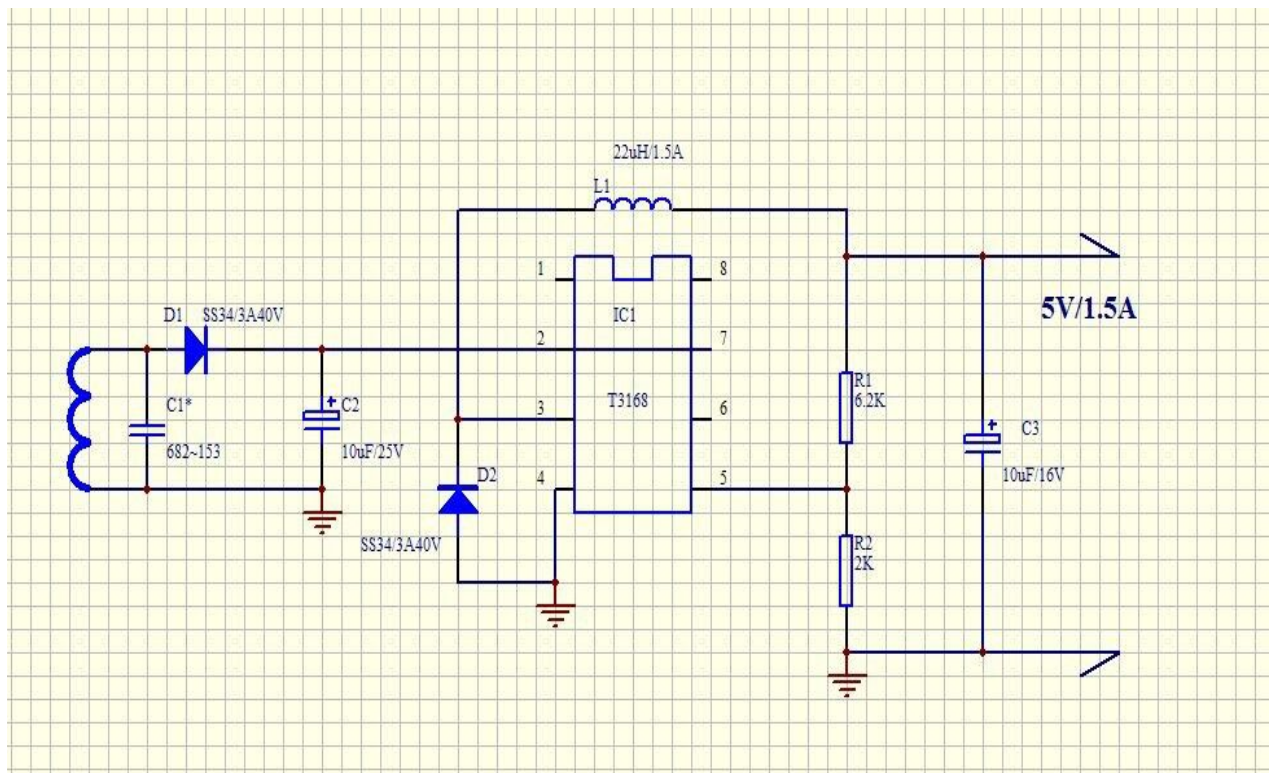 22uH/1.5A
L1
1
8
D1 SS34/3A40V
IC1
5V/1.5A
2
7
C1*
C2
3
T3168
6
R1
6.2K
682~153
10uF/25V
C3
10uF/16V
D2
4
5
SS34/3A40V
R2
2K